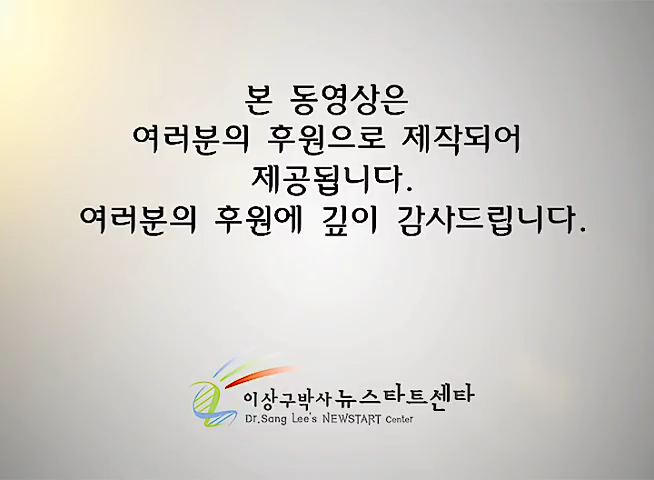 본 동영상은
여러분의 후원으로 제작되어
제공됩니다.
여러분의 후원에 깊이 감사드립니다.
이상구박사 뉴스타트센타
Dr.Sang Lee's NEWSTART Center